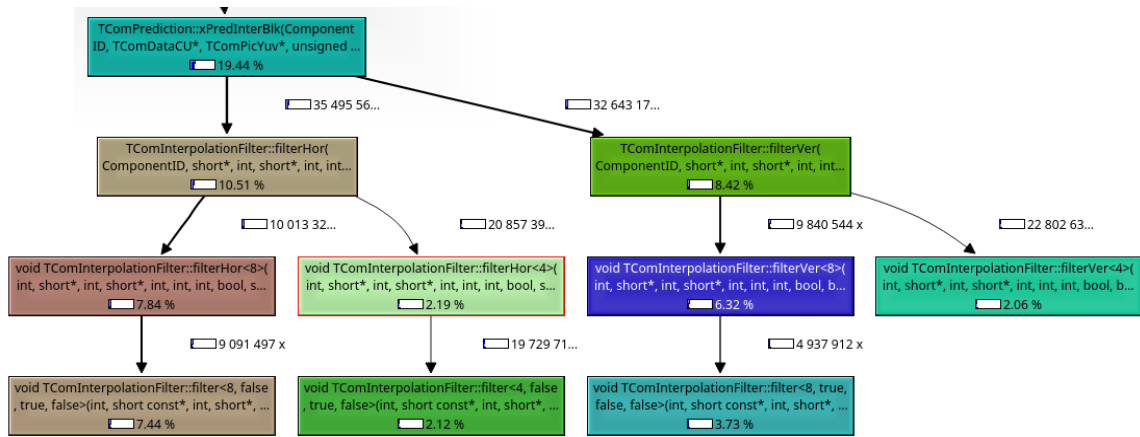 TComPrediction::xPredInterBlk(Component
ID, TComDataCU*, TComPicYuv*, unsigned ...
19.44 %
35 495 56...
32 643 17...
TComInterpolationFilter::filterHor(
ComponentID, short*, int, short*, int, int...
10.51 %
TComInterpolationFilter::filterVer(
ComponentID, short*, int, short*, int, int...
8.42 %
10 013 32...
20 857 39...
9 840 544 x
22 802 63...
void TComInterpolationFilter::filterHor<8>(
int, short*, int, short*, int, int, int, bool, s...
7.84 %
void TComInterpolationFilter::filterHor<4>(
int, short*, int, short*, int, int, int, bool, s...
2.19 %
void TComInterpolationFilter::filterVer<8>(
int, short*, int, short*, int, int, int, bool, b...
6.32 %
void TComInterpolationFilter::filterVer<4>(
int, short*, int, short*, int, int, int, bool, b...
2.06 %
9 091 497 x
19 729 71...
4 937 912 x
void TComInterpolationFilter::filter<8, false
, true, false>(int, short const*, int, short*, ...
7.44 %
void TComInterpolationFilter::filter<4, false
, true, false>(int, short const*, int, short*, ...
2.12 %
void TComInterpolationFilter::filter<8, true,
false, false>(int, short const*, int, short*, ...
3.73 %